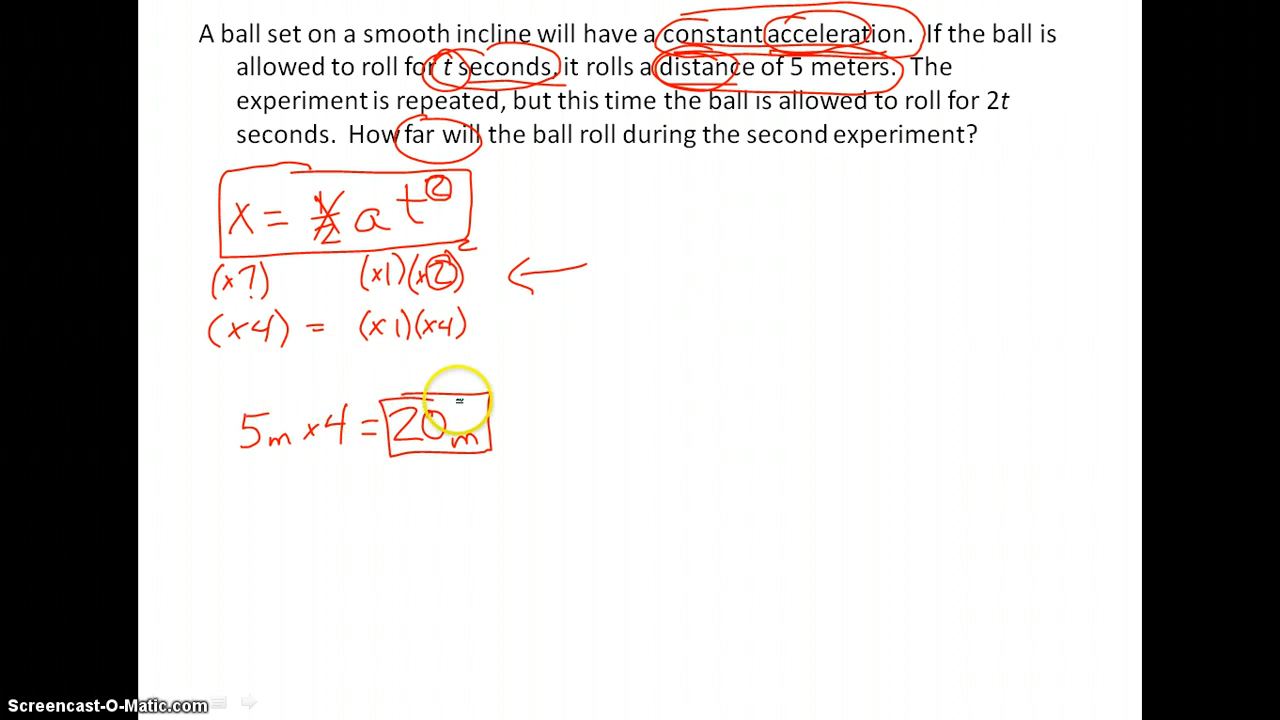 A ball set on a smooth incline will have a constant acceleration. If the ball is
allowed to roll for t seconds, it rolls a distance of 5 meters. The
experiment is repeated, but this time the ball is allowed to roll for 2t
seconds. How far will the ball roll during the second experiment?
x = 1/2 a t²
(x?) (x1)(x2)²
(x4) = (x1)(x4)
5m x4 = 20m
Screencast-O-Matic.com